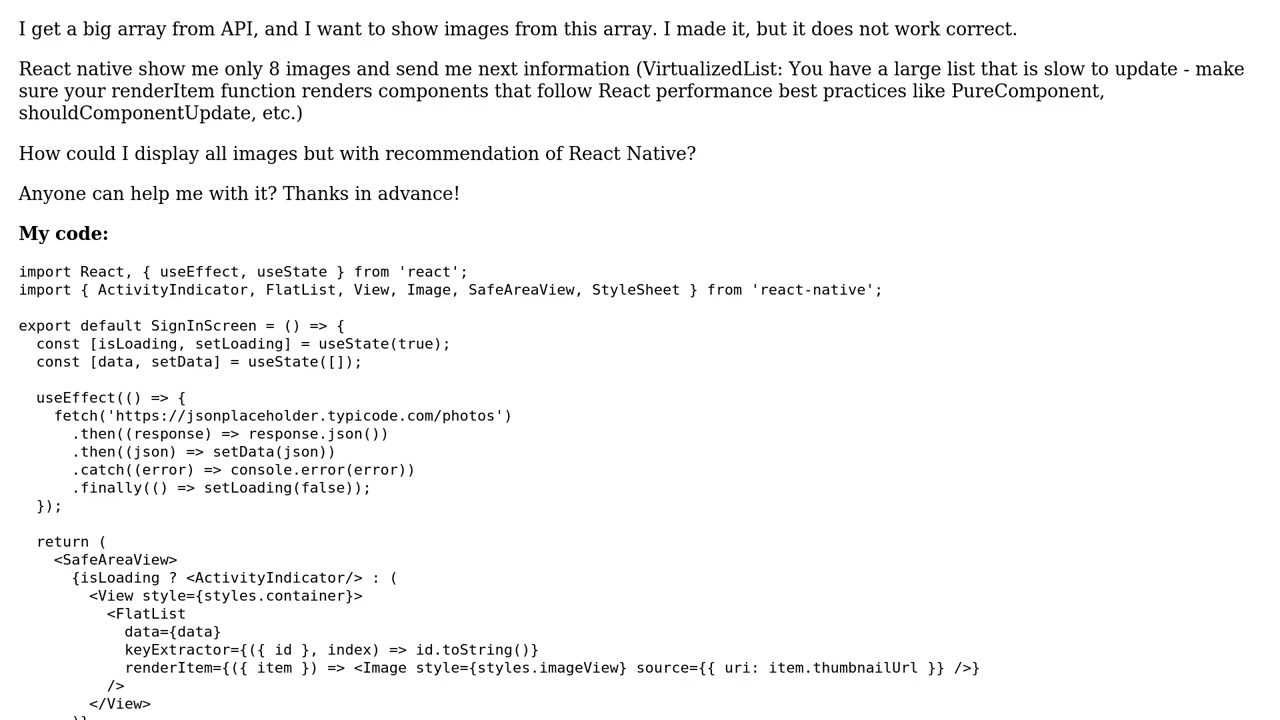 I get a big array from API, and I want to show images from this array. I made it, but it does not work correct.
React native show me only 8 images and send me next information (VirtualizedList: You have a large list that is slow to update - make
sure your renderItem function renders components that follow React performance best practices like PureComponent,
shouldComponentUpdate, etc.)
How could I display all images but with recommendation of React Native?
Anyone can help me with it? Thanks in advance!
My code:
import React, { useEffect, useState } from 'react';
import { ActivityIndicator, FlatList, View, Image, SafeAreaView, StyleSheet } from 'react-native';
export default SignInScreen = () => {
  const [isLoading, setLoading] = useState(true);
  const [data, setData] = useState([]);
  useEffect(() => {
    fetch('https://jsonplaceholder.typicode.com/photos')
      .then((response) => response.json())
      .then((json) => setData(json))
      .catch((error) => console.error(error))
      .finally(() => setLoading(false));
  });
  return (
    <SafeAreaView>
      {isLoading ? <ActivityIndicator/> : (
        <View style={styles.container}>
          <FlatList
            data={data}
            keyExtractor={({ id }, index) => id.toString()}
            renderItem={({ item }) => <Image style={styles.imageView} source={{ uri: item.thumbnailUrl }} />}
          />
        </View>
      )}